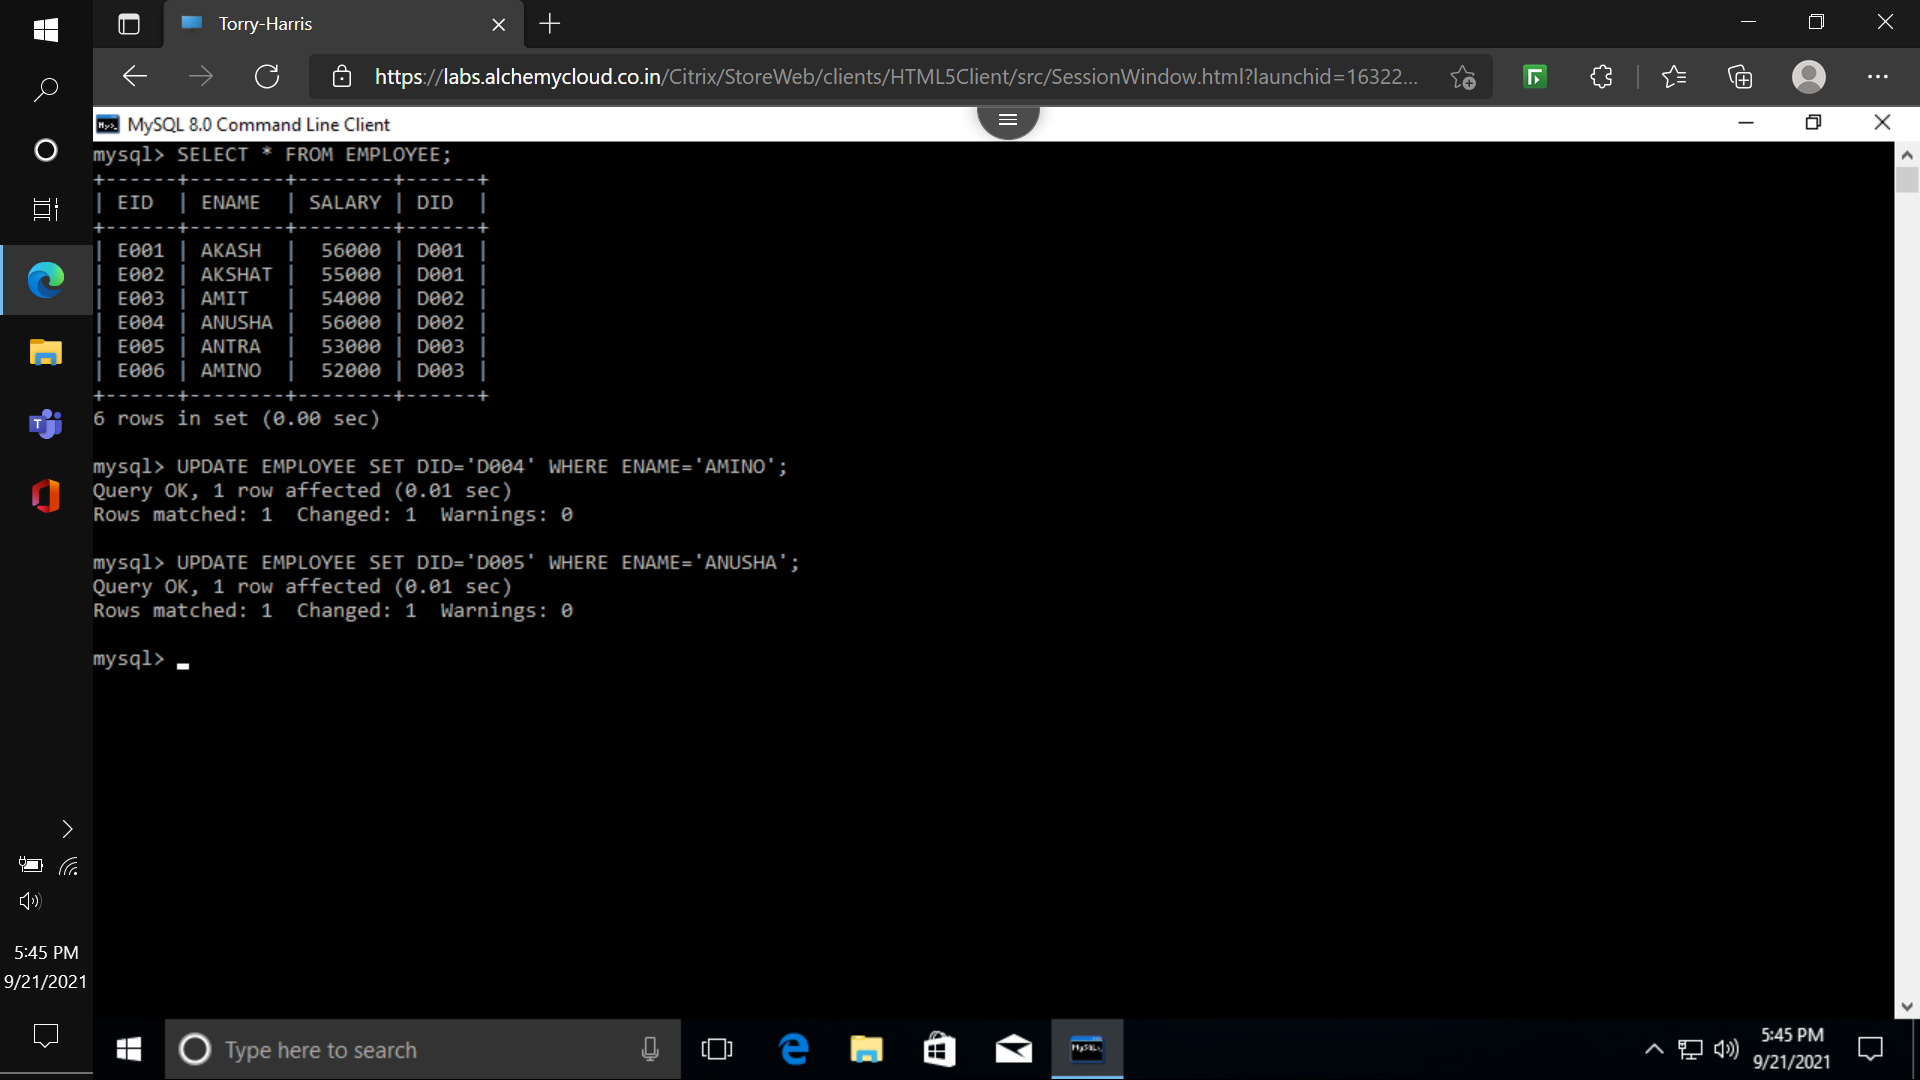 Torry-Harris
https://labs.alchemycloud.co.in/Citrix/StoreWeb/clients/HTML5Client/src/SessionWindow.html?launchid=16322...
MySQL 8.0 Command Line Client
mysql> SELECT * FROM EMPLOYEE;
+------+--------+--------+------+
| EID  | ENAME  | SALARY | DID  |
+------+--------+--------+------+
| E001 | AKASH  |  56000 | D001 |
| E002 | AKSHAT |  55000 | D001 |
| E003 | AMIT   |  54000 | D002 |
| E004 | ANUSHA |  56000 | D002 |
| E005 | ANTRA  |  53000 | D003 |
| E006 | AMINO  |  52000 | D003 |
+------+--------+--------+------+
6 rows in set (0.00 sec)
mysql> UPDATE EMPLOYEE SET DID='D004' WHERE ENAME='AMINO';
Query OK, 1 row affected (0.01 sec)
Rows matched: 1  Changed: 1  Warnings: 0
mysql> UPDATE EMPLOYEE SET DID='D005' WHERE ENAME='ANUSHA';
Query OK, 1 row affected (0.01 sec)
Rows matched: 1  Changed: 1  Warnings: 0
mysql>
5:45 PM
9/21/2021
Type here to search
5:45 PM
9/21/2021